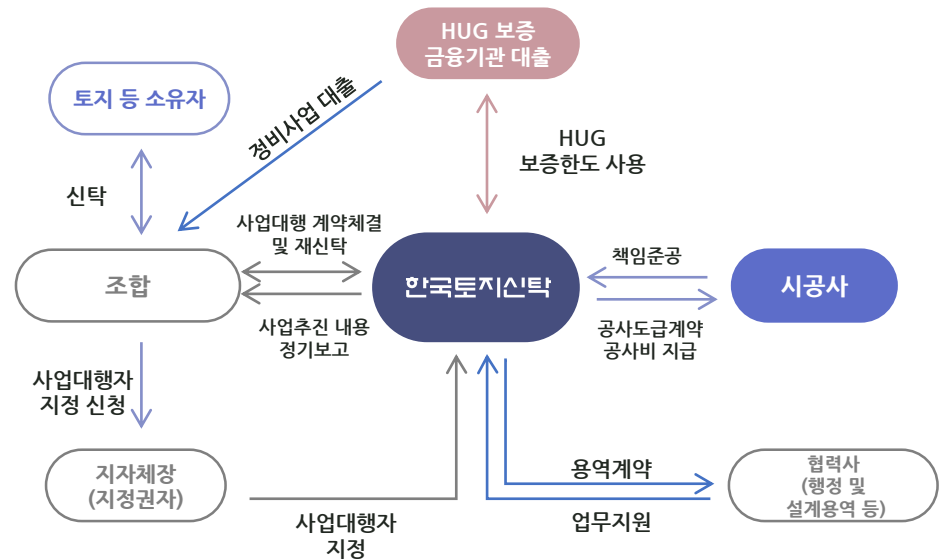 HUG 보증
금융기관 대출
토지 등 소유자
정비사업 대출
HUG
보증한도 사용
신탁
사업대행 계약체결
및 재신탁
조합
한국토지신탁
책임준공
시공사
사업추진 내용
정기보고
공사도급계약
공사비 지급
사업대행자
지정 신청
지자체장
(지정권자)
사업대행자
지정
용역계약
업무지원
협력사
(행정 및
설계용역 등)